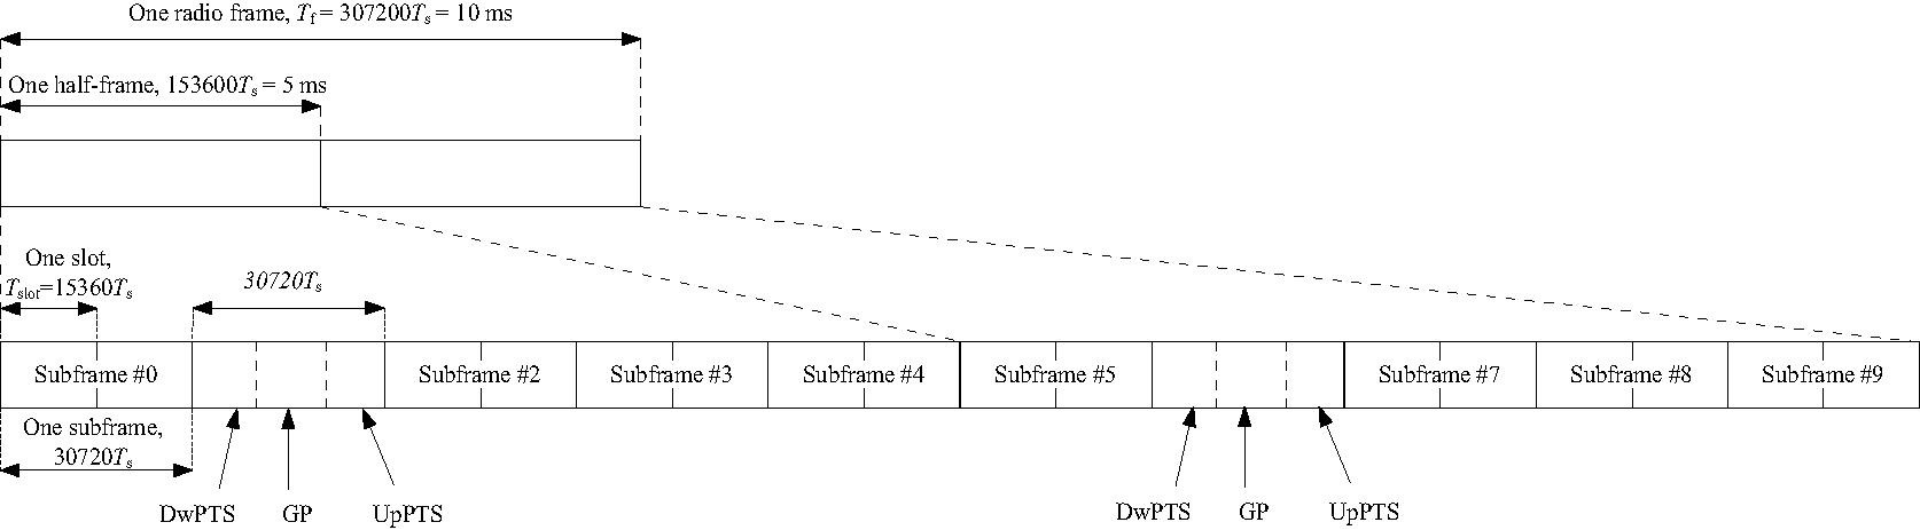 One radio frame, Tf = 307200Ts = 10 ms
One half-frame, 153600Ts = 5 ms
One slot,
Tslot=15360Ts
30720Ts
Subframe #0
Subframe #2
Subframe #3
Subframe #4
Subframe #5
Subframe #7
Subframe #8
Subframe #9
One subframe,
30720Ts
DwPTS
GP
UpPTS
DwPTS
GP
UpPTS